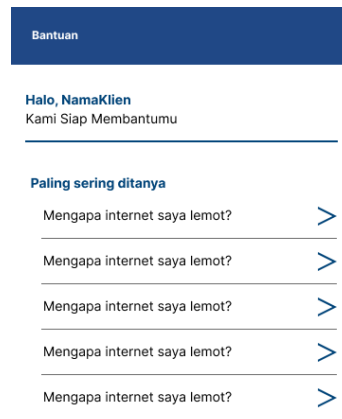 Bantuan
Halo, NamaKlien
Kami Siap Membantumu
Paling sering ditanya
Mengapa internet saya lemot?
Mengapa internet saya lemot?
Mengapa internet saya lemot?
Mengapa internet saya lemot?
Mengapa internet saya lemot?